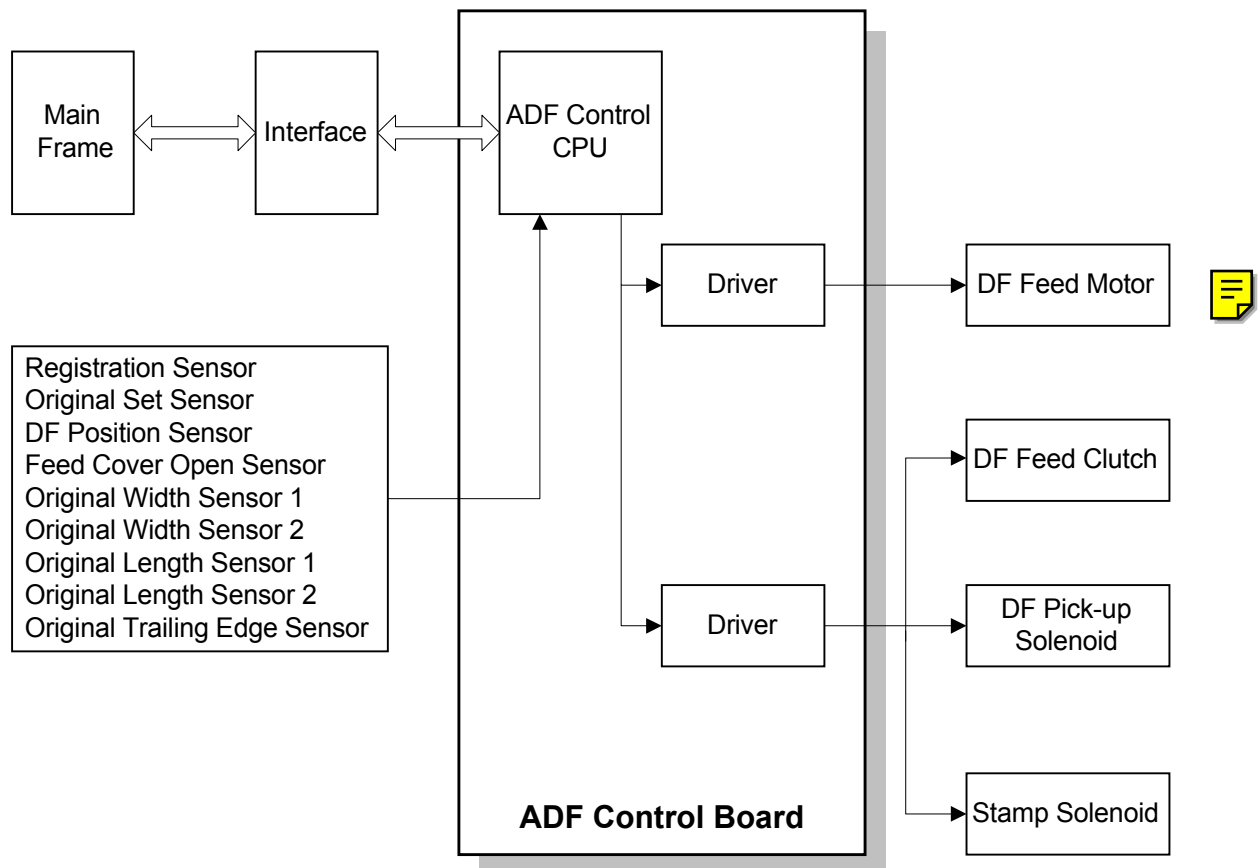 Main
Frame
Interface
ADF Control
CPU
Driver
DF Feed Motor
Registration Sensor
Original Set Sensor
DF Position Sensor
Feed Cover Open Sensor
Original Width Sensor 1
Original Width Sensor 2
Original Length Sensor 1
Original Length Sensor 2
Original Trailing Edge Sensor
DF Feed Clutch
Driver
DF Pick-up
Solenoid
Stamp Solenoid
ADF Control Board